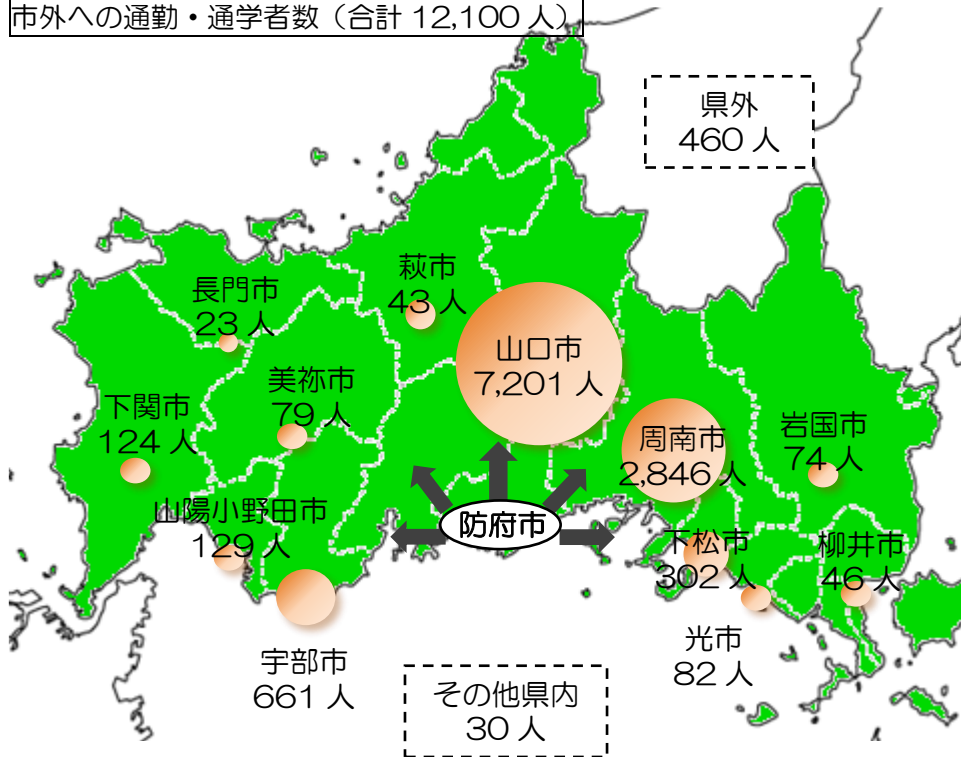 市外への通勤・通学者数（合計 12,100 人）
県外
460 人
萩市
43 人
長門市
23 人
山口市
7,201 人
美祢市
79 人
下関市
124 人
周南市
2,846 人
岩国市
74 人
山陽小野田市
129 人
防府市
下松市
302 人
柳井市
46 人
光市
82 人
宇部市
661 人
その他県内
30 人